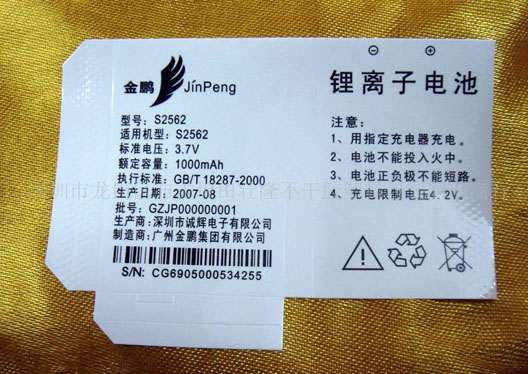 金鹏 JinPeng
型号: S2562
适用机型: S2562
标准电压: 3.7V
额定容量: 1000mAh
执行标准: GB/T 18287-2000
生产日期: 2007-08
批号: GZJP000000001
生产商: 深圳市诚辉电子有限公司
制造商: 广州金鹏集团有限公司
S/N: CG6905000534255
锂离子电池
注意:
1、用指定充电器充电。
2、电池不能投入火中。
3、电池正负极不能短路。
4、充电限制电压4.2V.